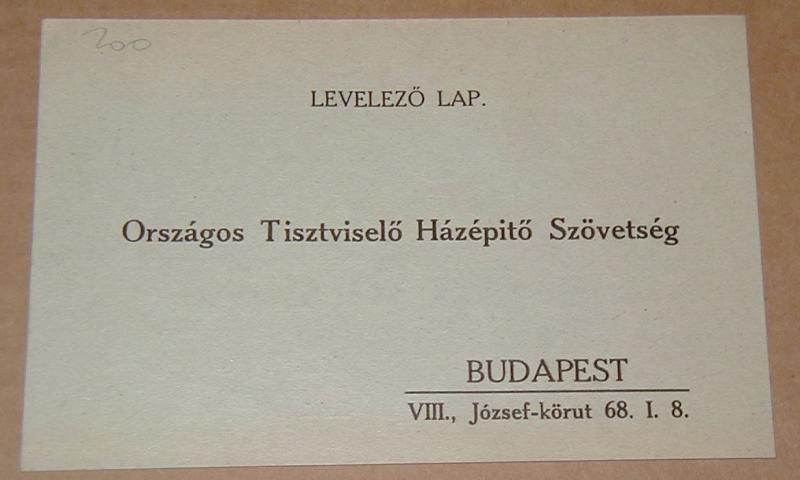 200
LEVELEZŐ LAP.
Országos Tisztviselő Házépitő Szövetség
BUDAPEST
VIII., József-körut 68. I. 8.